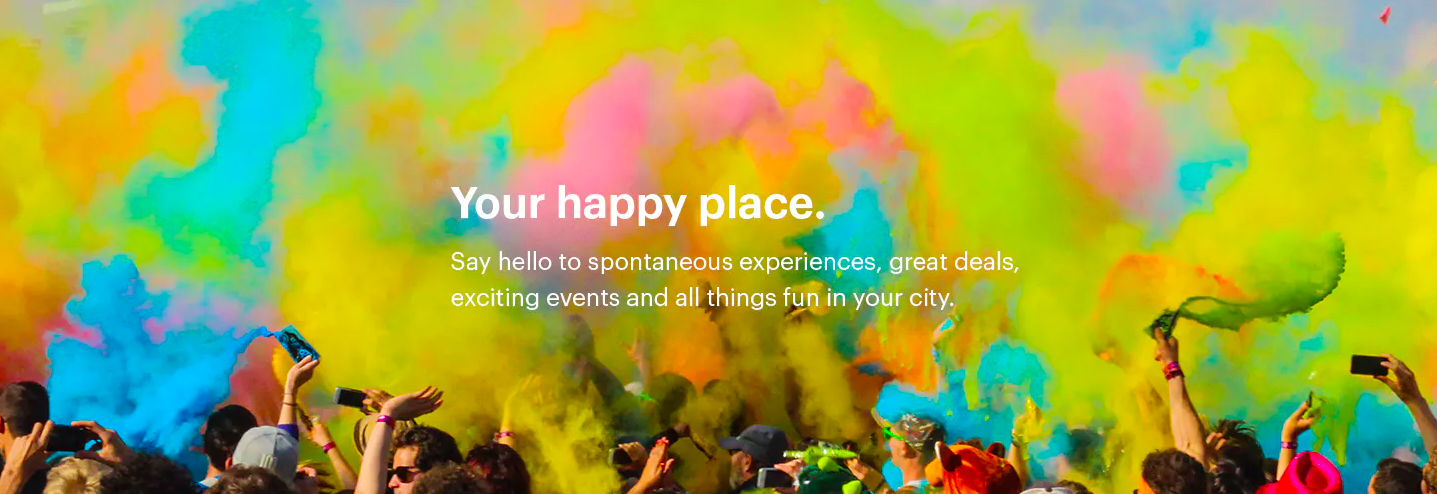 Your happy place.
Say hello to spontaneous experiences, great deals,
exciting events and all things fun in your city.